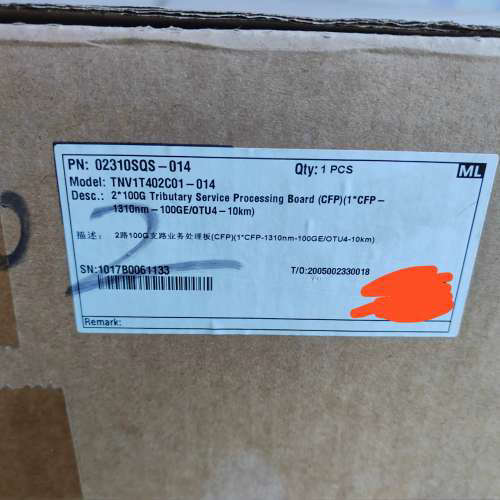 PN: 02310SQS-014 Qty: 1 PCS ML
Model: TNV1T402C01-014
Desc.: 2*100G Tributary Service Processing Board (CFP)(1*CFP-
1310nm-100GE/OTU4-10km)
描述: 2路100G支路业务处理板(CFP)(1*CFP-1310nm-100GE/OTU4-10km)
SN:1017B0061133 T/O:2005002330018
Remark:
2